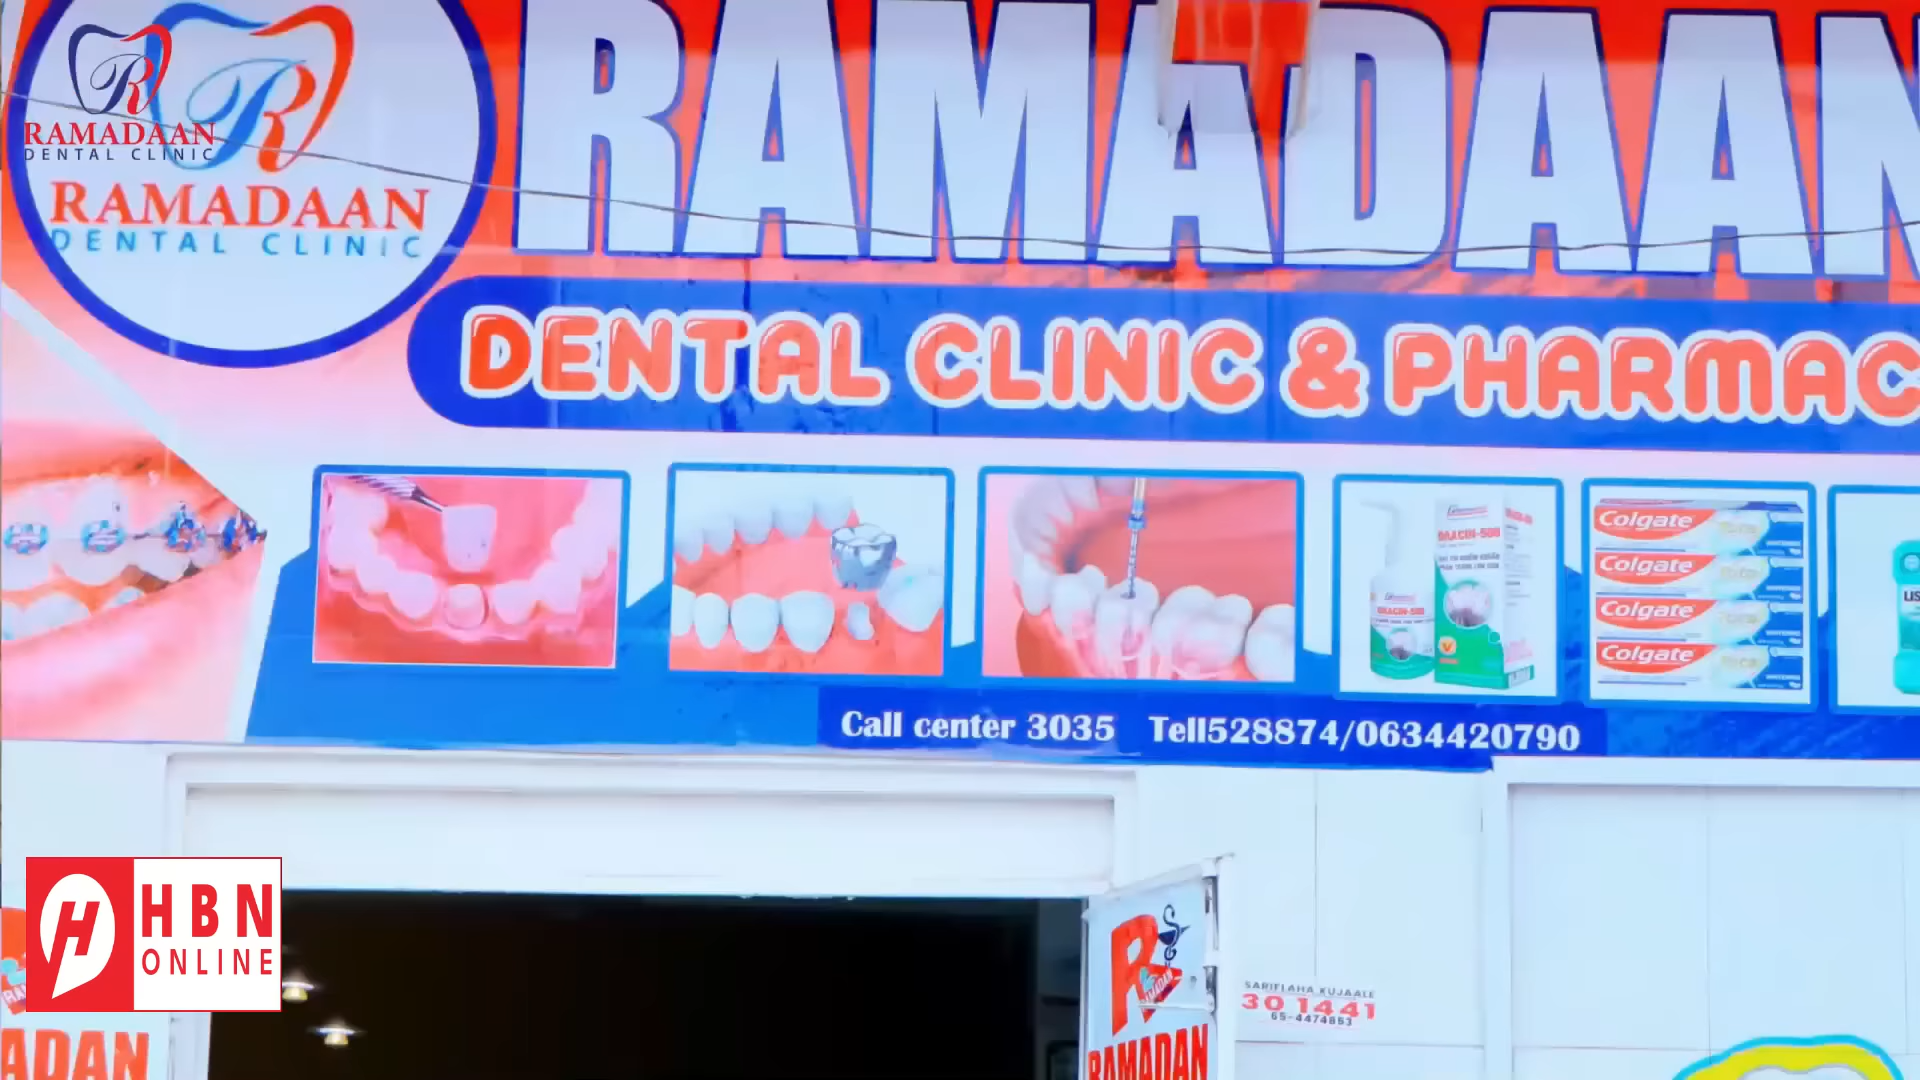 RAMADAAN
DENTAL CLINIC
RAMADAAN
DENTAL CLINIC
RAMADAAN
DENTAL CLINIC & PHARMAC
Colgate
Colgate
Colgate
Colgate
LIS
Call center 3035 Tell528874/0634420790
HBN
ONLINE
SARIFLAHA KUJAALE
301441
65-4474853
RAMADAN
ADAN